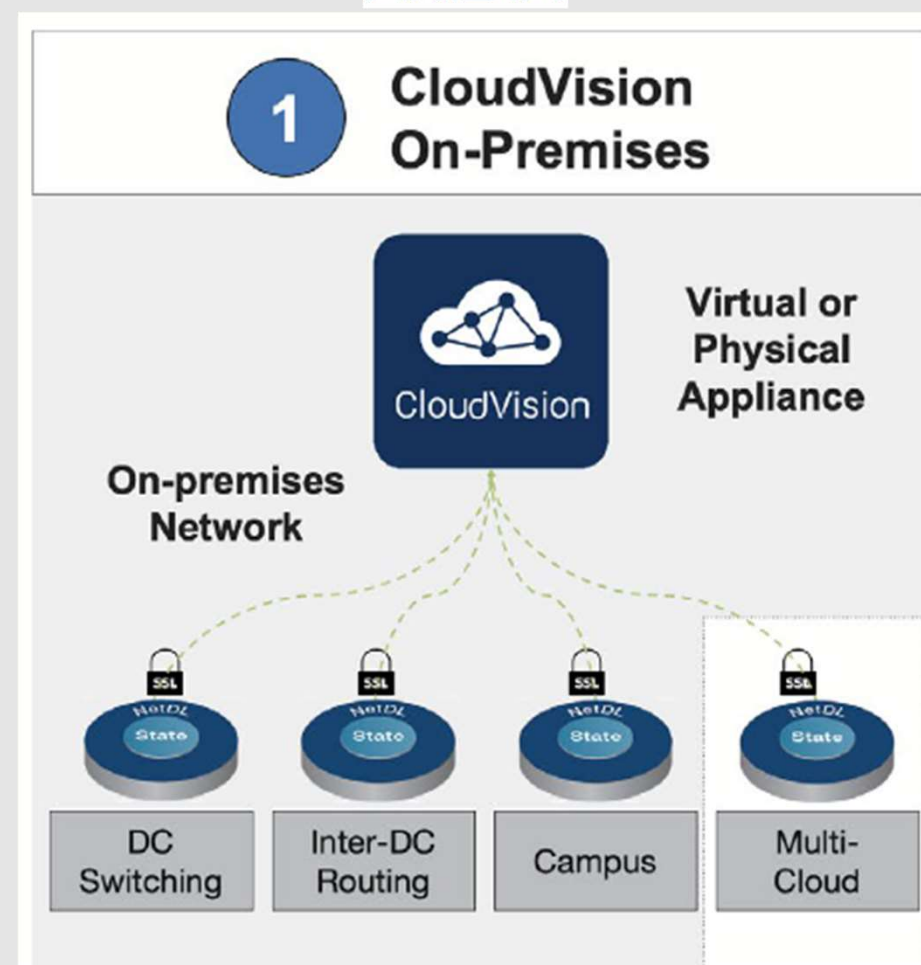 1
CloudVision
On-Premises
CloudVision
Virtual or
Physical
Appliance
On-premises
Network
SSL
SSL
SSL
SSL
NetDL
NetDL
NetDL
NetDL
State
State
State
State
DC
Switching
Inter-DC
Routing
Campus
Multi-
Cloud